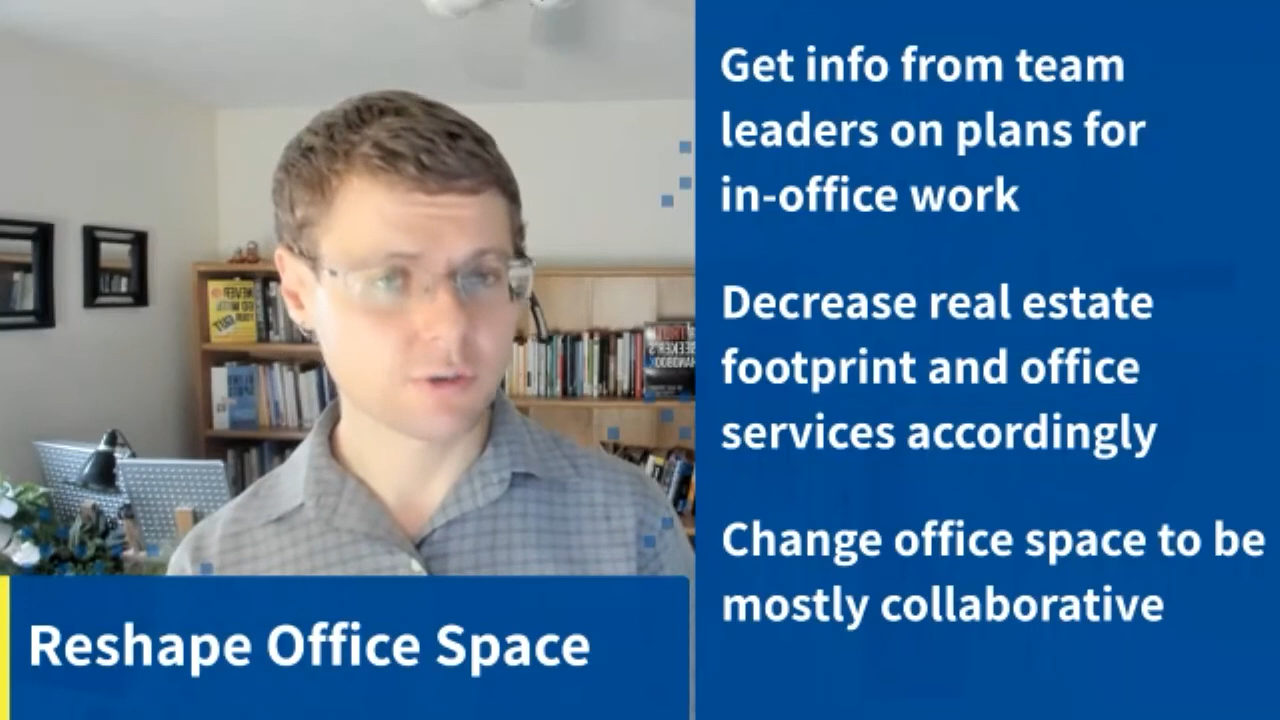 Get info from team
leaders on plans for
in-office work
Decrease real estate
footprint and office
services accordingly
Change office space to be
mostly collaborative
Reshape Office Space